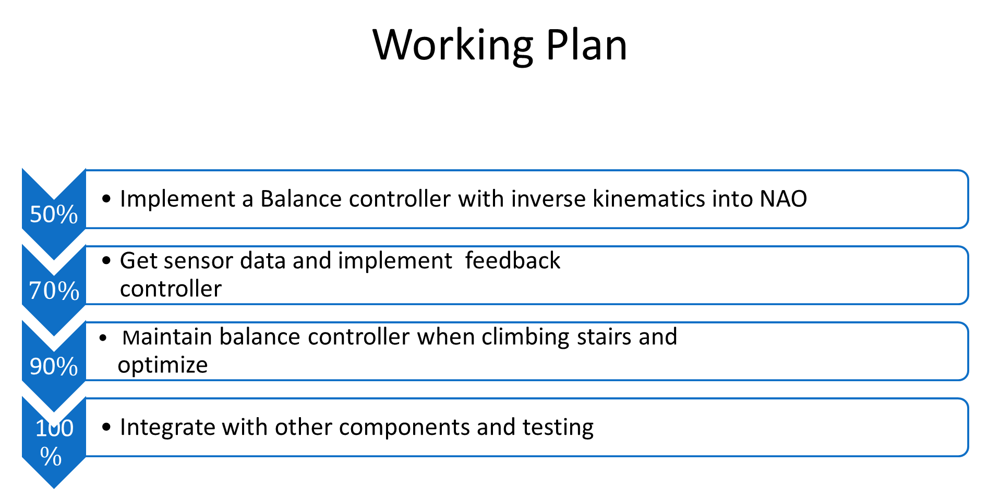 Working Plan
50%
• Implement a Balance controller with inverse kinematics into NAO
70%
• Get sensor data and implement  feedback
controller
90%
• Maintain balance controller when climbing stairs and
optimize
100
%
• Integrate with other components and testing